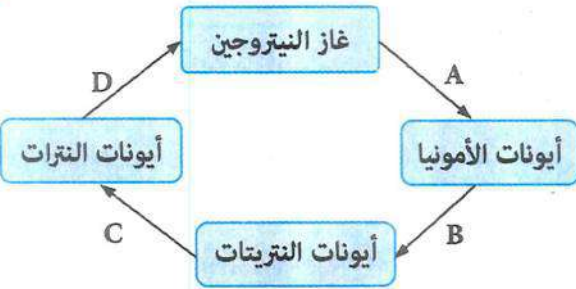 غاز النيتروجين
D
A
أيونات النترات
أيونات الأمونيا
C
B
أيونات النتريتات